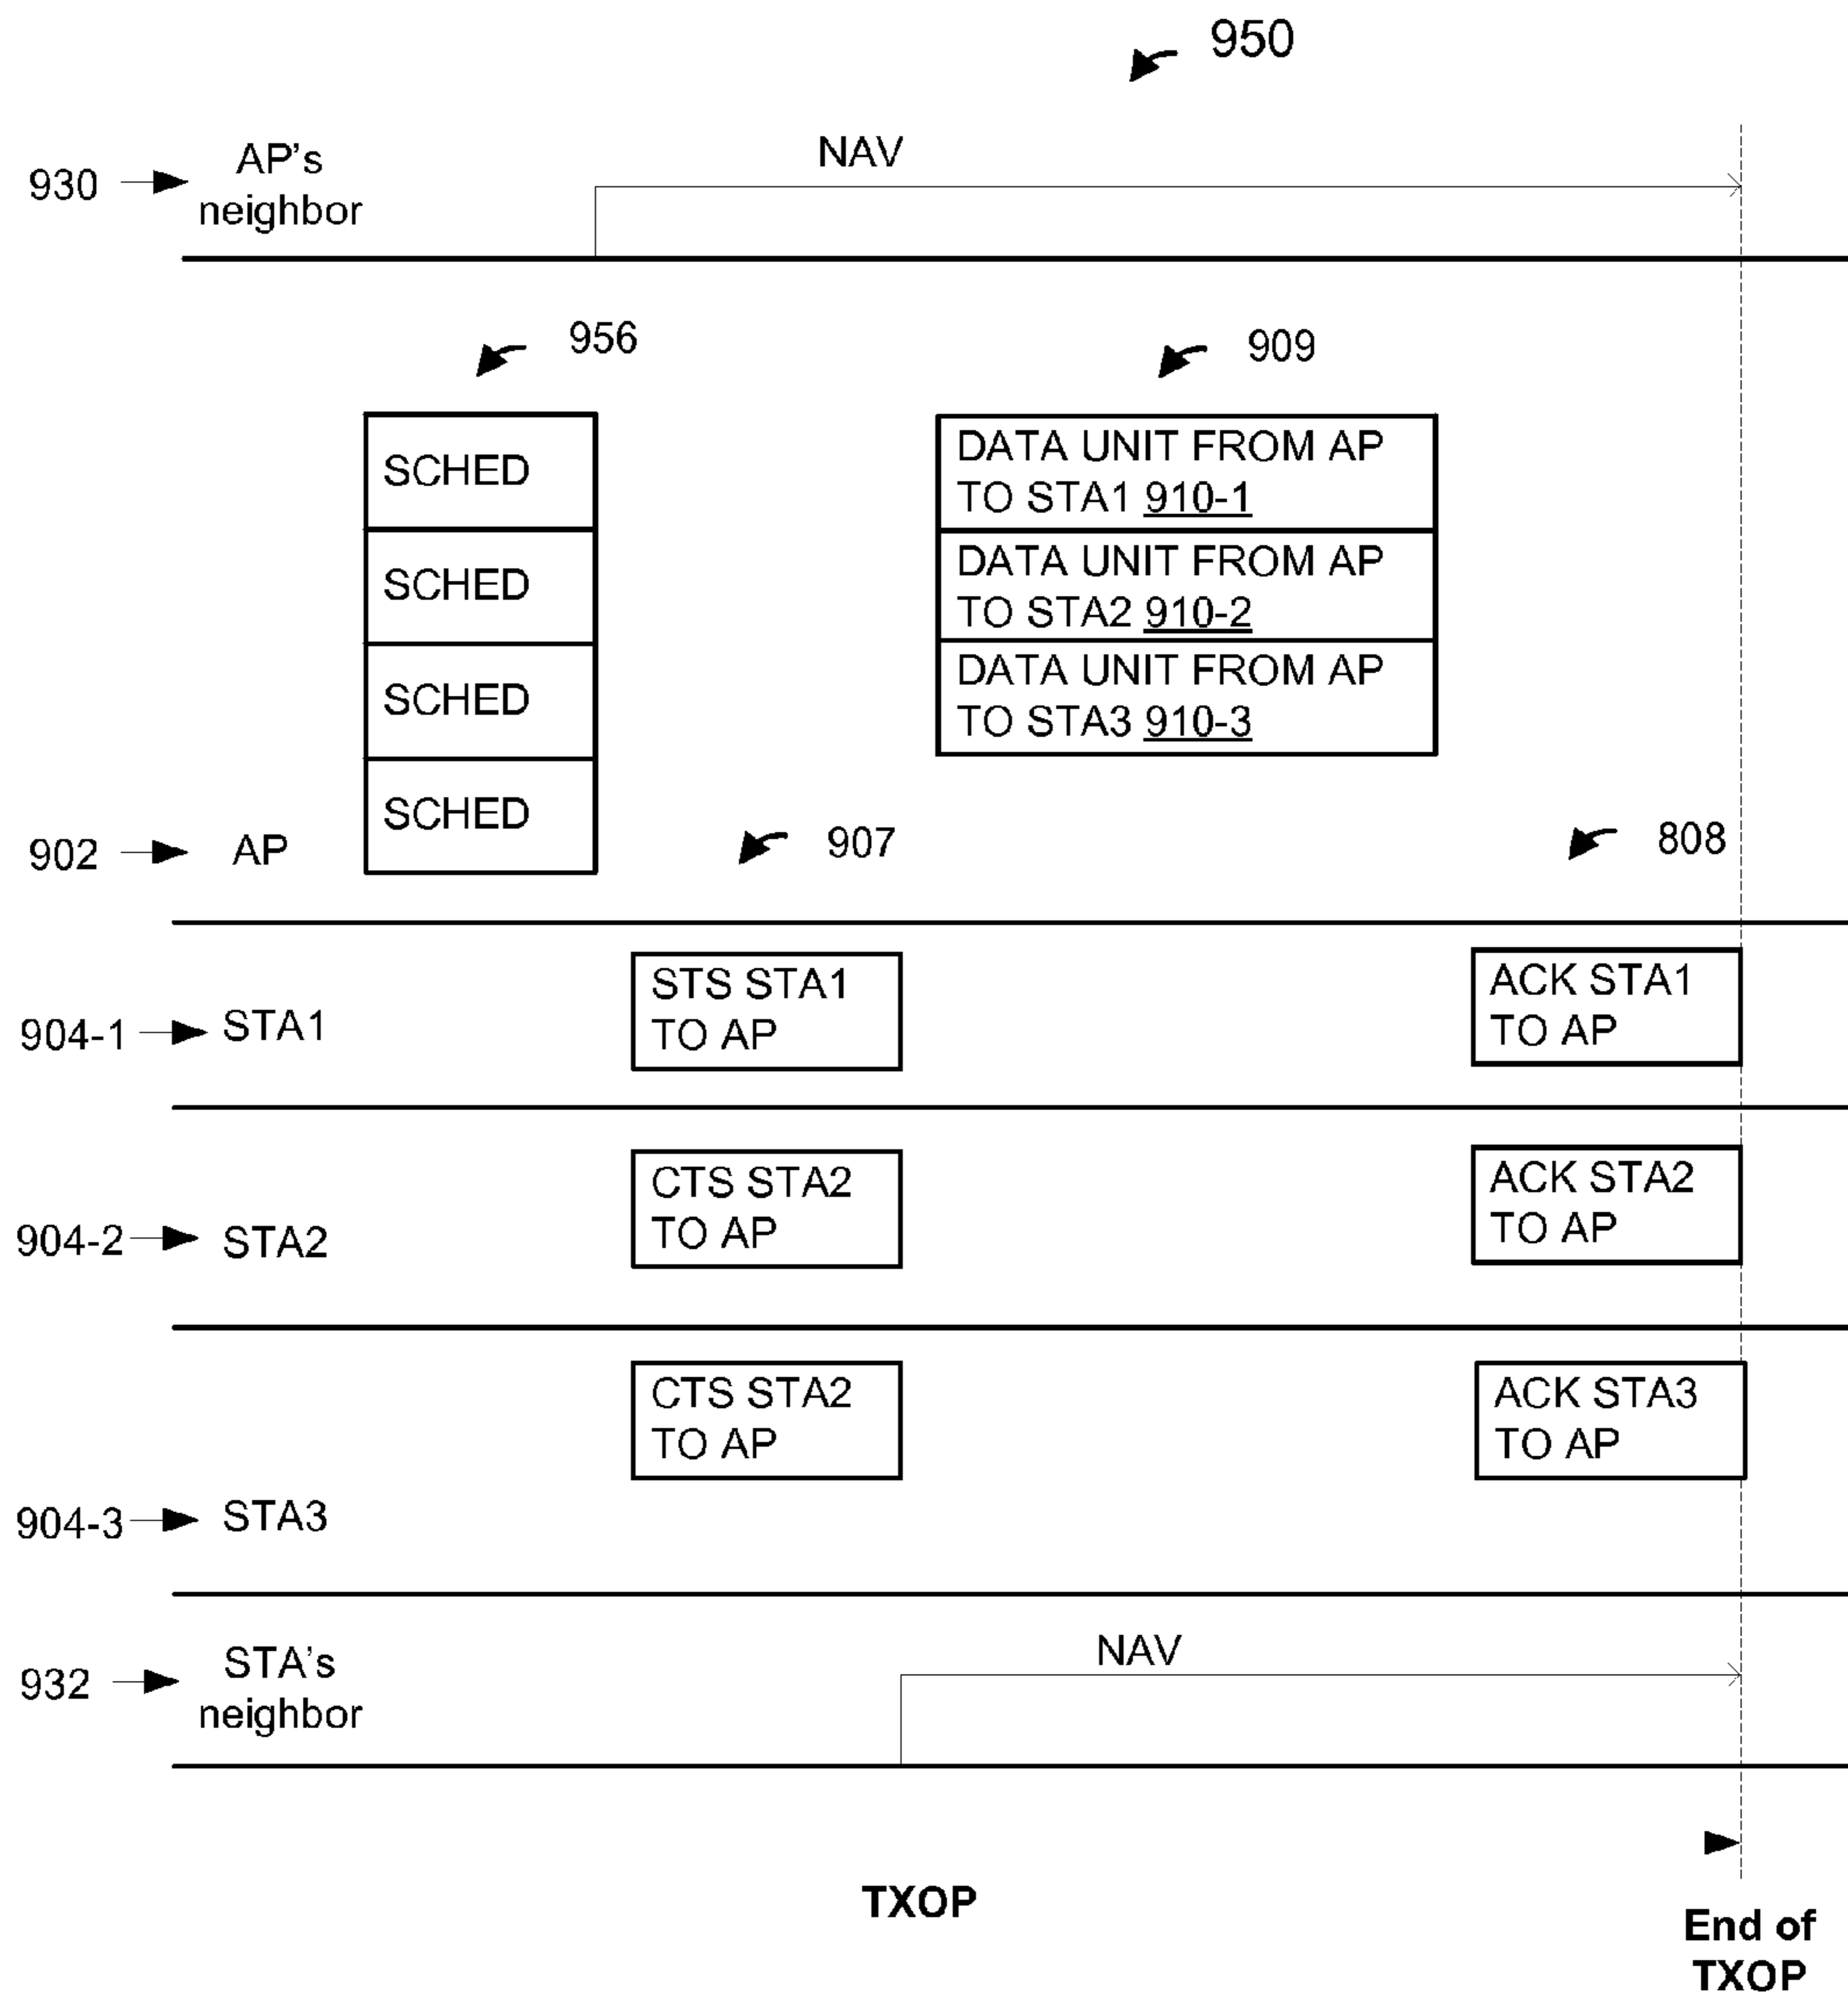 950
NAV
930
AP's
neighbor
956
909
SCHED
SCHED
SCHED
SCHED
DATA UNIT FROM AP
TO STA1 910-1
DATA UNIT FROM AP
TO STA2 910-2
DATA UNIT FROM AP
TO STA3 910-3
902
AP
907
808
904-1
STA1
STS STA1
TO AP
ACK STA1
TO AP
904-2
STA2
CTS STA2
TO AP
ACK STA2
TO AP
904-3
STA3
CTS STA2
TO AP
ACK STA3
TO AP
932
STA's
neighbor
NAV
TXOP
End of
TXOP